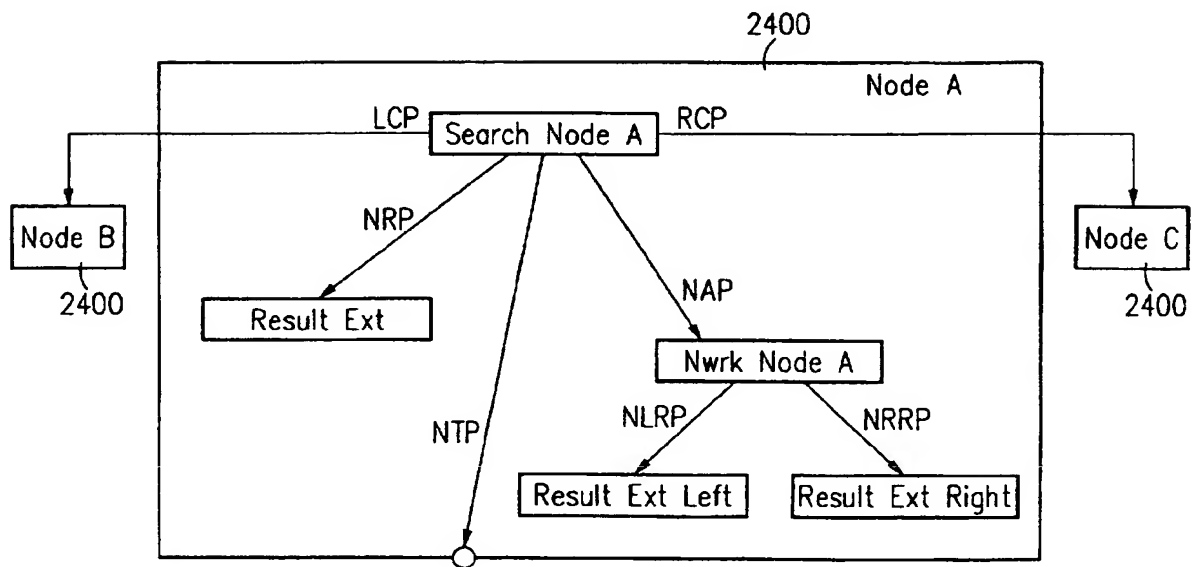 2400
Node A
LCP
Search Node A
RCP
Node B
2400
NRP
NAP
Node C
2400
Result Ext
Nwrk Node A
NTP
NLRP
NRRP
Result Ext Left
Result Ext Right